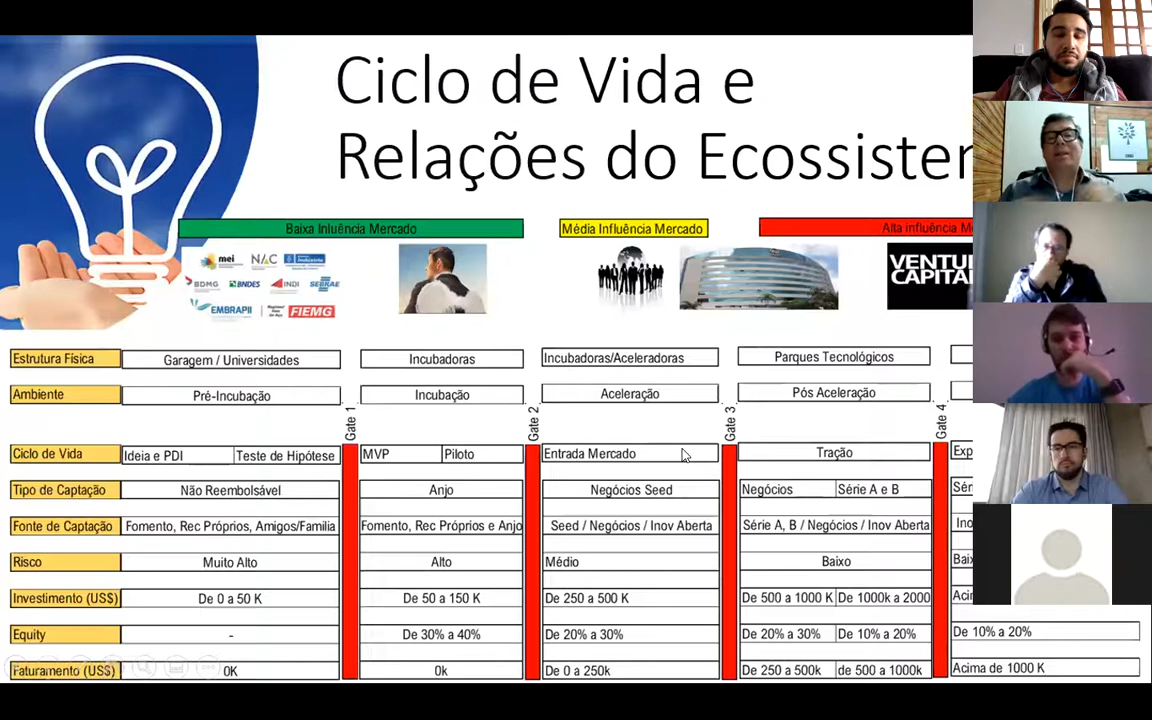 Ciclo de Vida e
Relações do Ecossister
Baixa Inluência Mercado
Média Influência Mercado
Alta influência M
mei NAC
BDMG BNDES INDI SEBRAE
EMBRAPII FIEMG
VENTU
CAPITA
Estrutura Física Garagem / Universidades Incubadoras Incubadoras/Aceleradoras Parques Tecnológicos
Ambiente Pré-Incubação Incubação Aceleração Pós Aceleração
Gate 1
Gate 2
Gate 3
Gate 4
Ciclo de Vida Ideia e PDI Teste de Hipótese MVP Piloto Entrada Mercado Tração Exp
Tipo de Captação Não Reembolsável Anjo Negócios Seed Negócios Série A e B Séri
Fonte de Captação Fomento, Rec Próprios, Amigos/Familia Fomento, Rec Próprios e Anjo Seed / Negócios / Inov Aberta Série A, B / Negócios / Inov Aberta Ino
Risco Muito Alto Alto Médio Baixo Baix
Investimento (US$) De 0 a 50 K De 50 a 150 K De 250 a 500 K De 500 a 1000 K De 1000k a 2000 Acin
Equity - De 30% a 40% De 20% a 30% De 20% a 30% De 10% a 20% De 10% a 20%
Faturamento (US$) 0K 0k De 0 a 250k De 250 a 500k de 500 a 1000k Acima de 1000 K